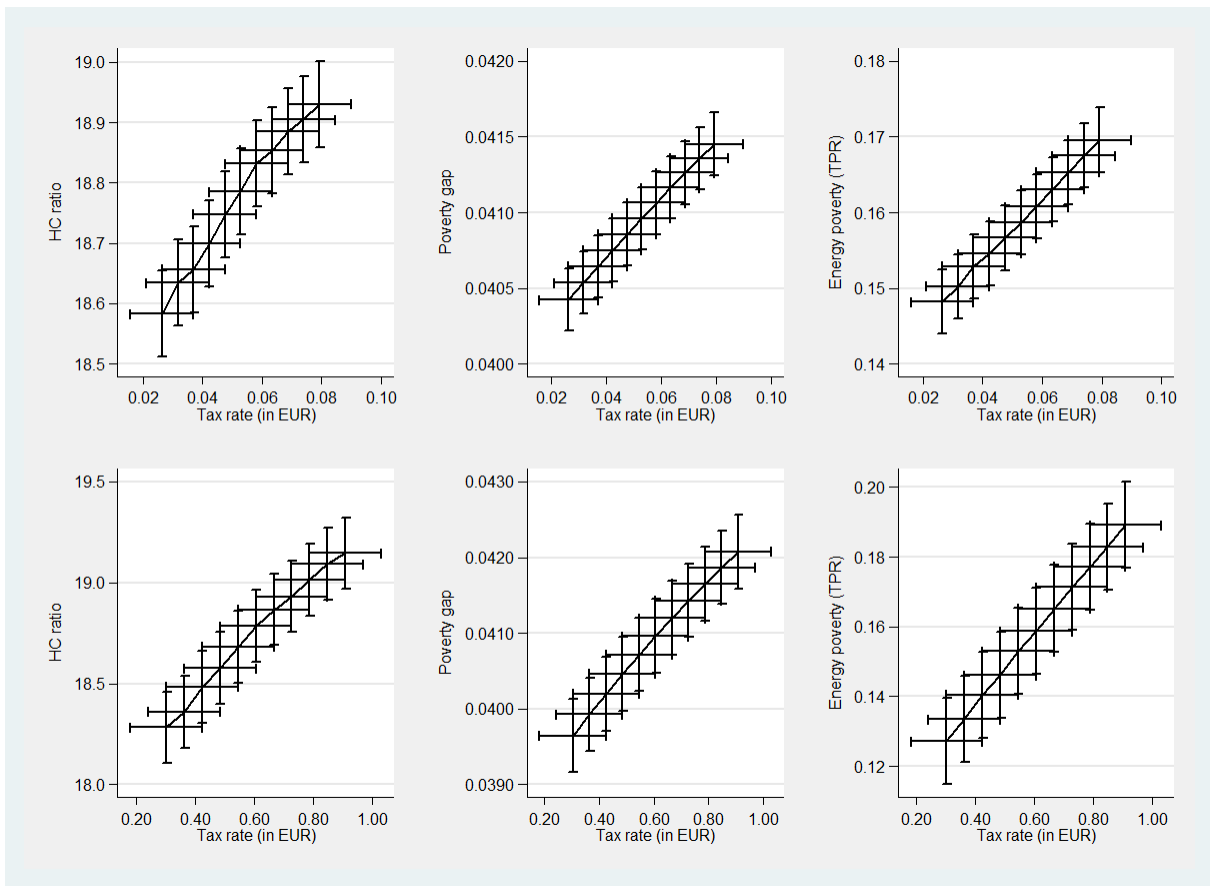 HC ratio
19.0
18.9
18.8
18.7
18.6
18.5
0.02 0.04 0.06 0.08 0.10
Tax rate (in EUR)
Poverty gap
0.0420
0.0415
0.0410
0.0405
0.0400
0.02 0.04 0.06 0.08 0.10
Tax rate (in EUR)
Energy poverty (TPR)
0.18
0.17
0.16
0.15
0.14
0.02 0.04 0.06 0.08 0.10
Tax rate (in EUR)
HC ratio
19.5
19.0
18.5
18.0
0.20 0.40 0.60 0.80 1.00
Tax rate (in EUR)
Poverty gap
0.0430
0.0420
0.0410
0.0400
0.0390
0.20 0.40 0.60 0.80 1.00
Tax rate (in EUR)
Energy poverty (TPR)
0.20
0.18
0.16
0.14
0.12
0.20 0.40 0.60 0.80 1.00
Tax rate (in EUR)